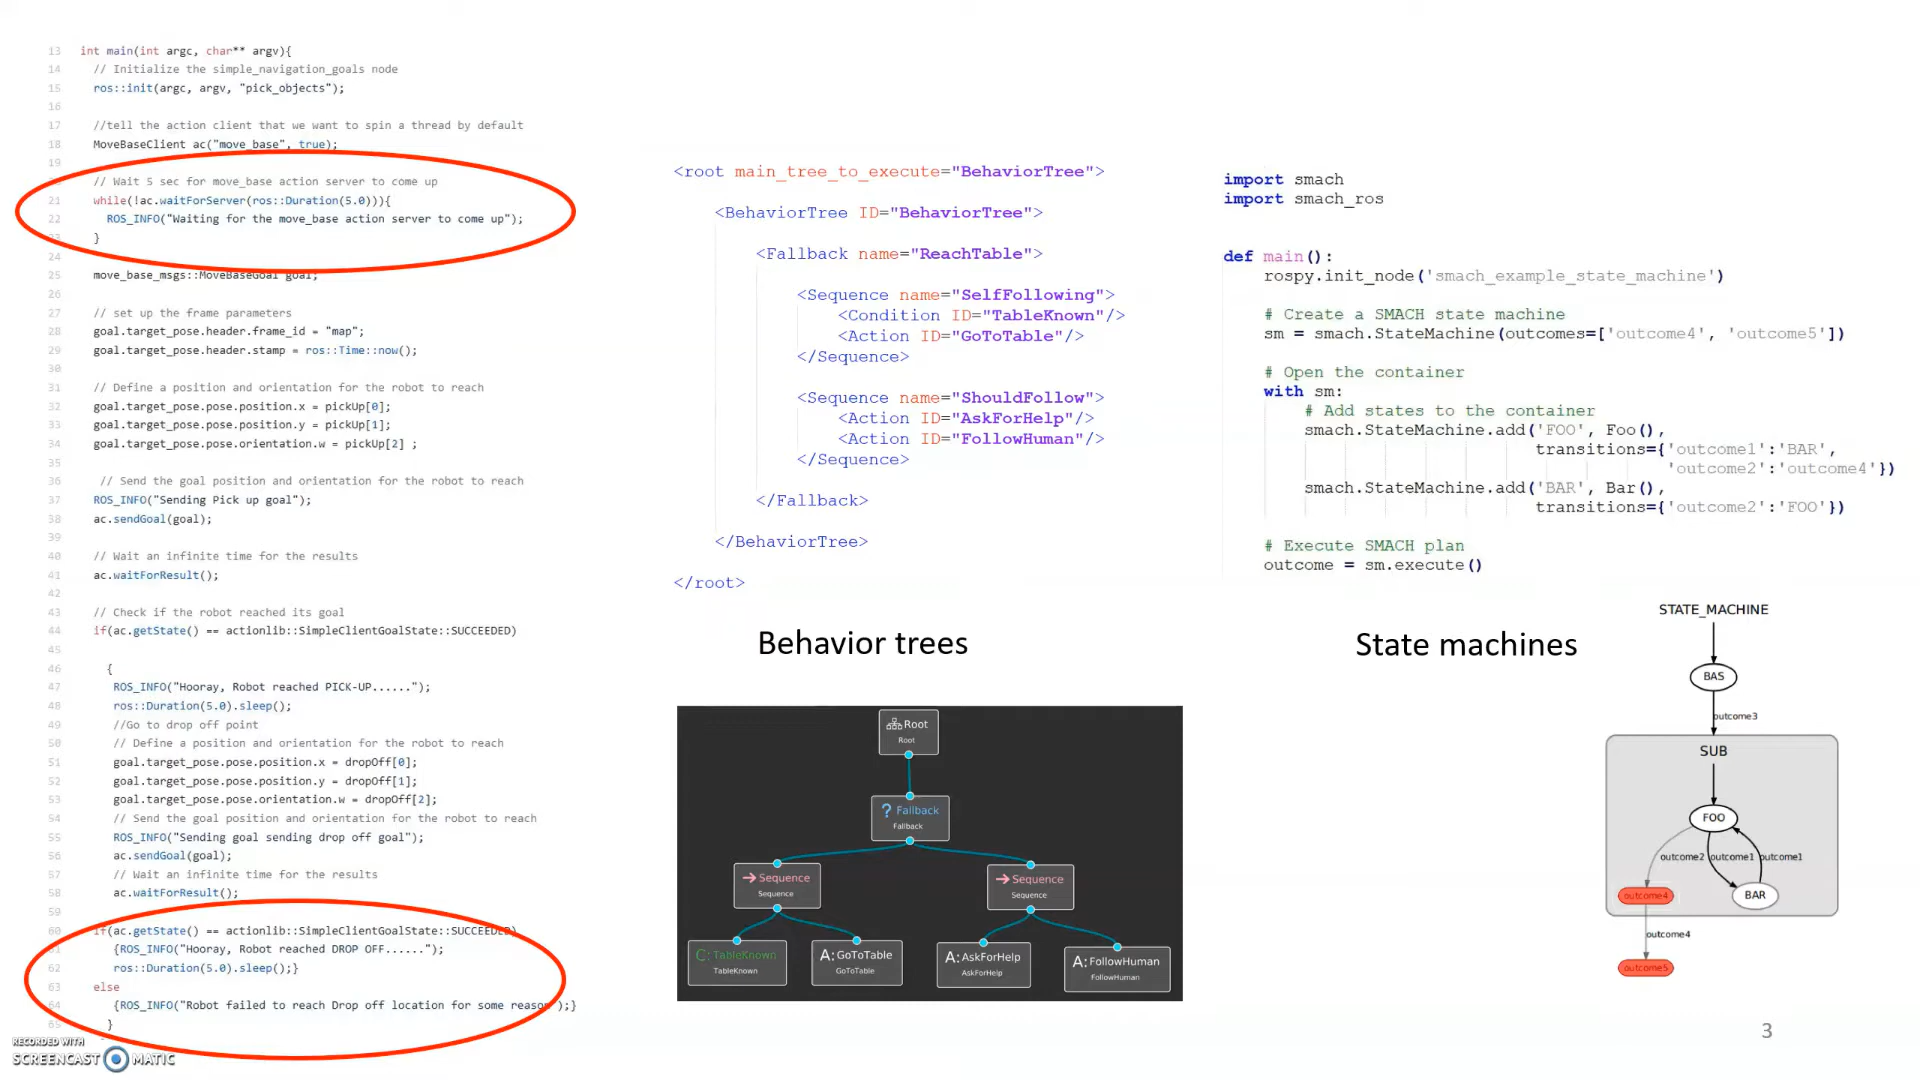 13 int main(int argc, char** argv){
14 // Initialize the simple_navigation_goals node
15 ros::init(argc, argv, "pick_objects");
16
17 //tell the action client that we want to spin a thread by default
18 MoveBaseClient ac("move_base", true);
19
// Wait 5 sec for move_base action server to come up
21 while(!ac.waitForServer(ros::Duration(5.0))){
22 ROS_INFO("Waiting for the move_base action server to come up");
23 }
24
25 move_base_msgs::MoveBaseGoal goal;
26
27 // set up the frame parameters
28 goal.target_pose.header.frame_id = "map";
29 goal.target_pose.header.stamp = ros::Time::now();
30
31 // Define a position and orientation for the robot to reach
32 goal.target_pose.pose.position.x = pickUp[0];
33 goal.target_pose.pose.position.y = pickUp[1];
34 goal.target_pose.pose.orientation.w = pickUp[2] ;
35
36 // Send the goal position and orientation for the robot to reach
37 ROS_INFO("Sending Pick up goal");
38 ac.sendGoal(goal);
39
40 // Wait an infinite time for the results
41 ac.waitForResult();
42
43 // Check if the robot reached its goal
44 if(ac.getState() == actionlib::SimpleClientGoalState::SUCCEEDED)
45
46 {
47 ROS_INFO("Hooray, Robot reached PICK-UP......");
48 ros::Duration(5.0).sleep();
49 //Go to drop off point
50 // Define a position and orientation for the robot to reach
51 goal.target_pose.pose.position.x = dropOff[0];
52 goal.target_pose.pose.position.y = dropOff[1];
53 goal.target_pose.pose.orientation.w = dropOff[2];
54 // Send the goal position and orientation for the robot to reach
55 ROS_INFO("Sending goal sending drop off goal");
56 ac.sendGoal(goal);
57 // Wait an infinite time for the results
58 ac.waitForResult();
59
60 if(ac.getState() == actionlib::SimpleClientGoalState::SUCCEEDED)
61 {ROS_INFO("Hooray, Robot reached DROP OFF......");
62 ros::Duration(5.0).sleep();}
63 else
64 {ROS_INFO("Robot failed to reach Drop off location for some reason");}
65 }
RECORDED WITH
SCREENCAST MATIC
<root main_tree_to_execute="BehaviorTree">
<BehaviorTree ID="BehaviorTree">
<Fallback name="ReachTable">
<Sequence name="SelfFollowing">
<Condition ID="TableKnown"/>
<Action ID="GoToTable"/>
</Sequence>
<Sequence name="ShouldFollow">
<Action ID="AskForHelp"/>
<Action ID="FollowHuman"/>
</Sequence>
</Fallback>
</BehaviorTree>
</root>
Behavior trees
Root
Root
? Fallback
Fallback
Sequence
Sequence
Sequence
Sequence
C: TableKnown
TableKnown
A: GoToTable
GoToTable
A: AskForHelp
AskForHelp
A: FollowHuman
FollowHuman
import smach
import smach_ros
def main():
rospy.init_node('smach_example_state_machine')
# Create a SMACH state machine
sm = smach.StateMachine(outcomes=['outcome4', 'outcome5'])
# Open the container
with sm:
# Add states to the container
smach.StateMachine.add('FOO', Foo(),
transitions={'outcome1':'BAR',
'outcome2':'outcome4'})
smach.StateMachine.add('BAR', Bar(),
transitions={'outcome2':'FOO'})
# Execute SMACH plan
outcome = sm.execute()
State machines
STATE_MACHINE
BAS
outcome3
SUB
FOO
outcome2 outcome1 outcome1
outcome4
BAR
outcome4
outcome5
3